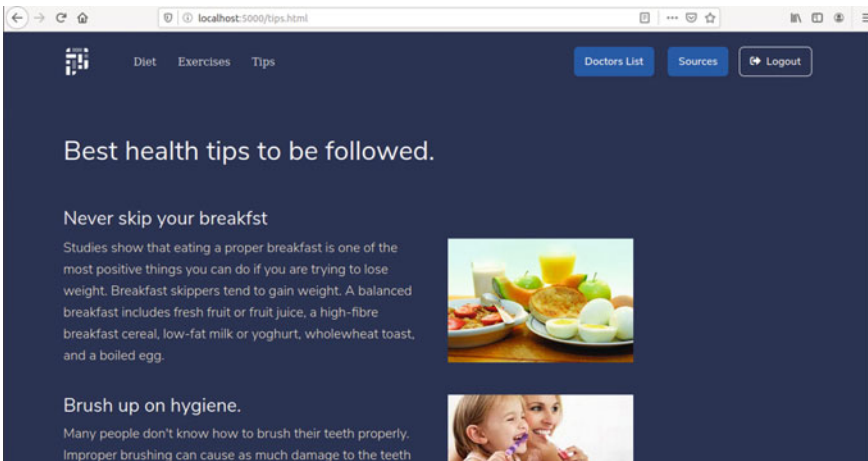 localhost:5000/tips.html
Diet Exercises Tips Doctors List Sources Logout
Best health tips to be followed.
Never skip your breakfst
Studies show that eating a proper breakfast is one of the
most positive things you can do if you are trying to lose
weight. Breakfast skippers tend to gain weight. A balanced
breakfast includes fresh fruit or fruit juice, a high-fibre
breakfast cereal, low-fat milk or yoghurt, wholewheat toast,
and a boiled egg.
Brush up on hygiene.
Many people don't know how to brush their teeth properly.
Improper brushing can cause as much damage to the teeth